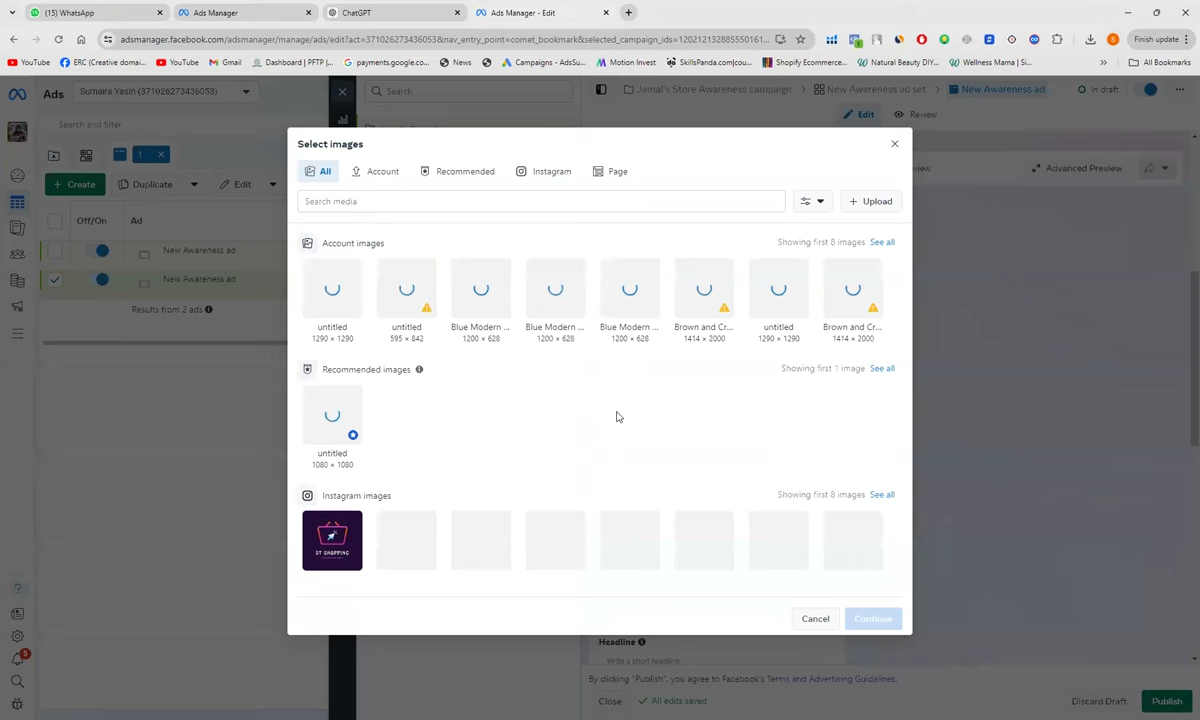 (15) WhatsApp
Ads Manager
ChatGPT
Ads Manager - Edit
adsmanager.facebook.com/adsmanager/manage/ads/edit?act=371026273436053&nav_entry_point=comet_bookmark&selected_campaign_ids=120212132885550161...
Finish update
YouTube
ERC (Creative domai...
YouTube
Gmail
Dashboard | PFTP |...
payments.google.co...
News
Campaigns - AdsSu...
Motion Invest
SkillsPanda.com|cou...
Shopify Ecommerce...
Natural Beauty DIY...
Wellness Mama | Si...
All Bookmarks
Ads
Sumaira Yasin (371026273436053)
Search
Jemai's Store Awareness campaign
New Awareness ad set
New Awareness ad
In draft
Edit
Review
Search and filter
1
Create
Duplicate
Edit
Advanced Preview
Off/On
Ad
New Awareness ad
New Awareness ad
Results from 2 ads
Select images
All
Account
Recommended
Instagram
Page
Search media
Upload
Account images
Showing first 8 images
See all
untitled
1290 × 1290
untitled
595 × 842
Blue Modern ...
1200 × 628
Blue Modern ...
1200 × 628
Blue Modern ...
1200 × 628
Brown and Cr...
1414 × 2000
untitled
1290 × 1290
Brown and Cr...
1414 × 2000
Recommended images
Showing first 1 image
See all
untitled
1080 × 1080
Instagram images
Showing first 8 images
See all
ST SHOPPING
Cancel
Continue
5
Headline
Write a short headline
By clicking "Publish", you agree to Facebook's Terms and Advertising Guidelines.
Close
All edits saved
Discard Draft
Publish